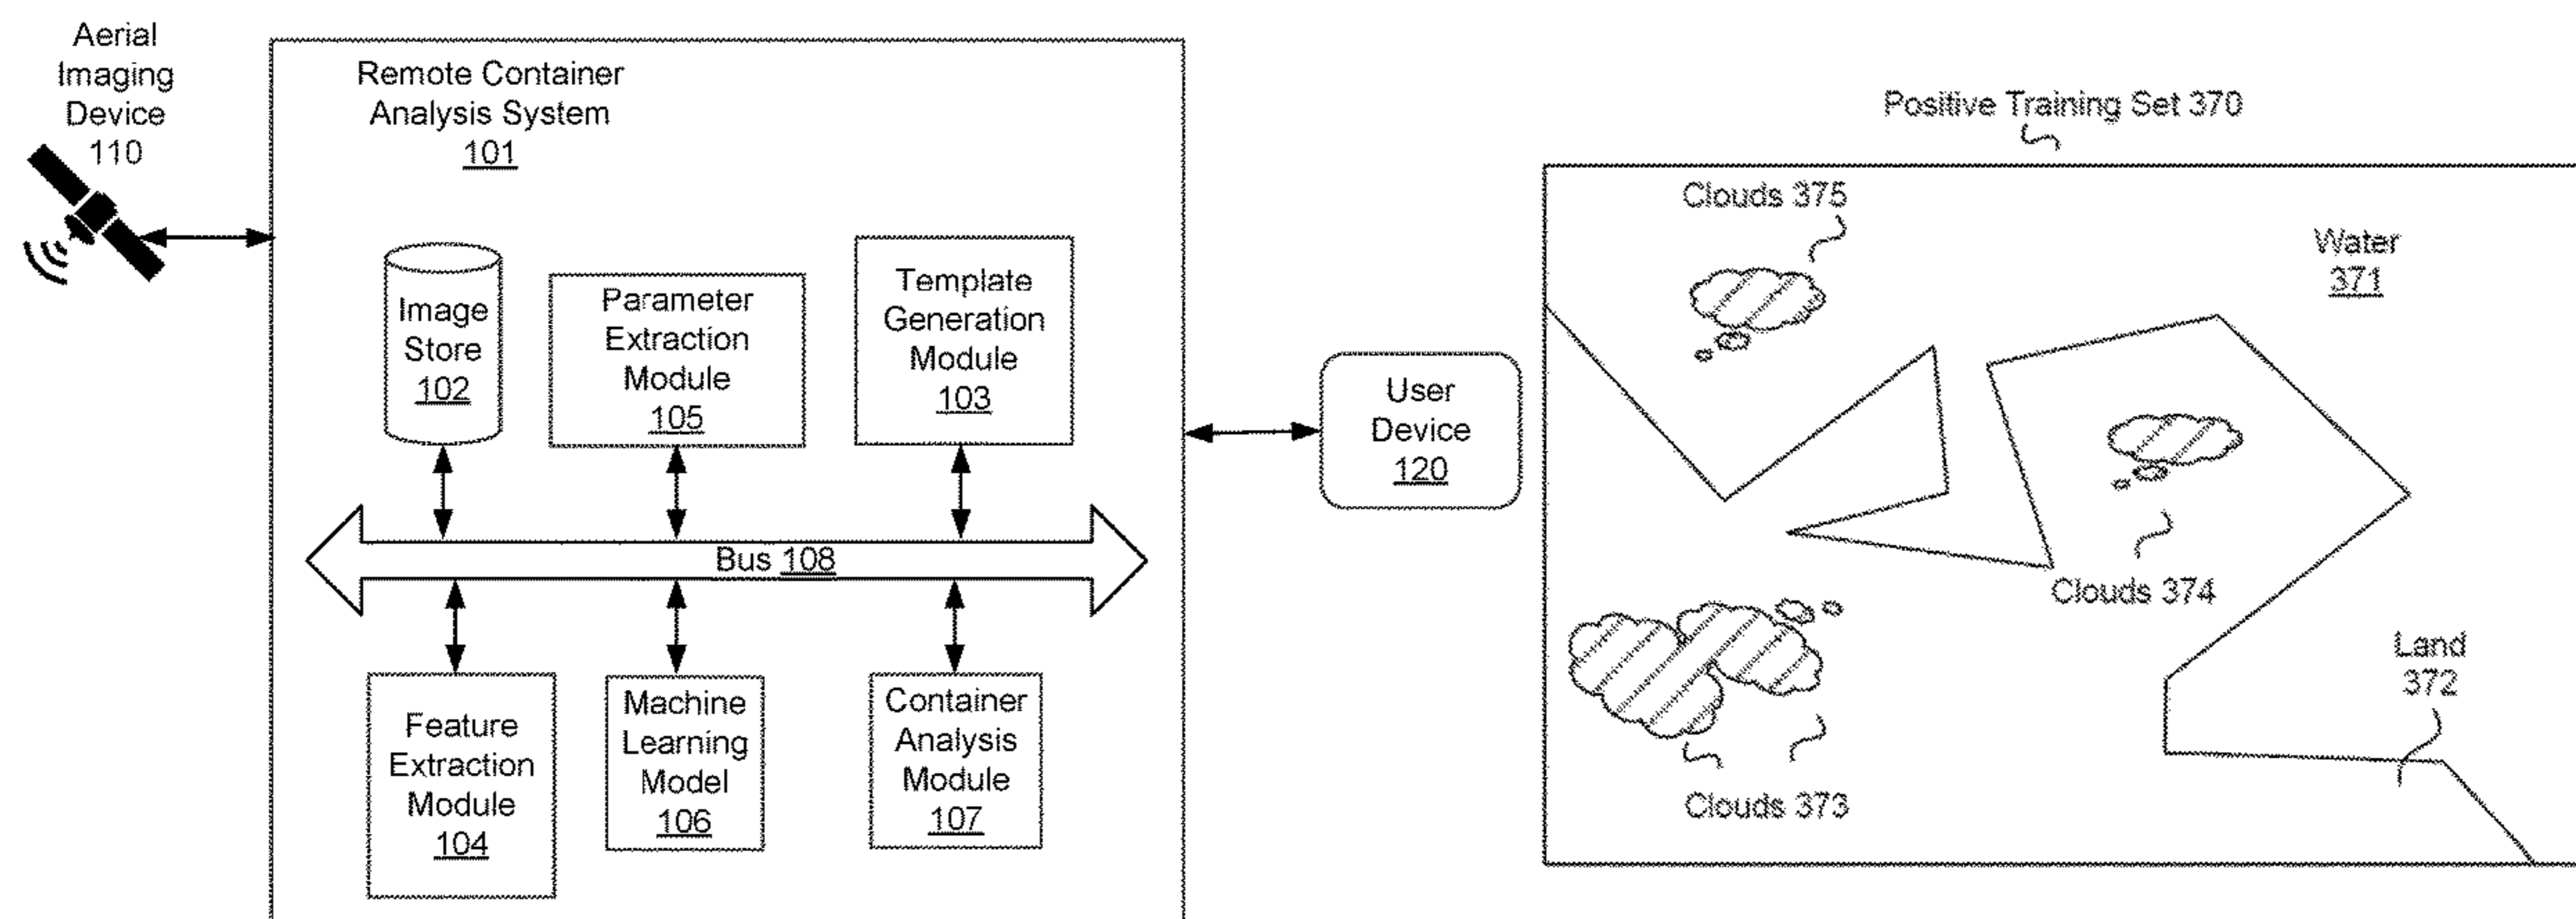 Aerial
Imaging
Device
110
Remote Container
Analysis System
101
Image
Store
102
Parameter
Extraction
Module
105
Template
Generation
Module
103
Bus 108
Feature
Extraction
Module
104
Machine
Learning
Model
106
Container
Analysis
Module
107
User
Device
120
Positive Training Set 370
Clouds 375
Water
371
Clouds 374
Land
372
Clouds 373